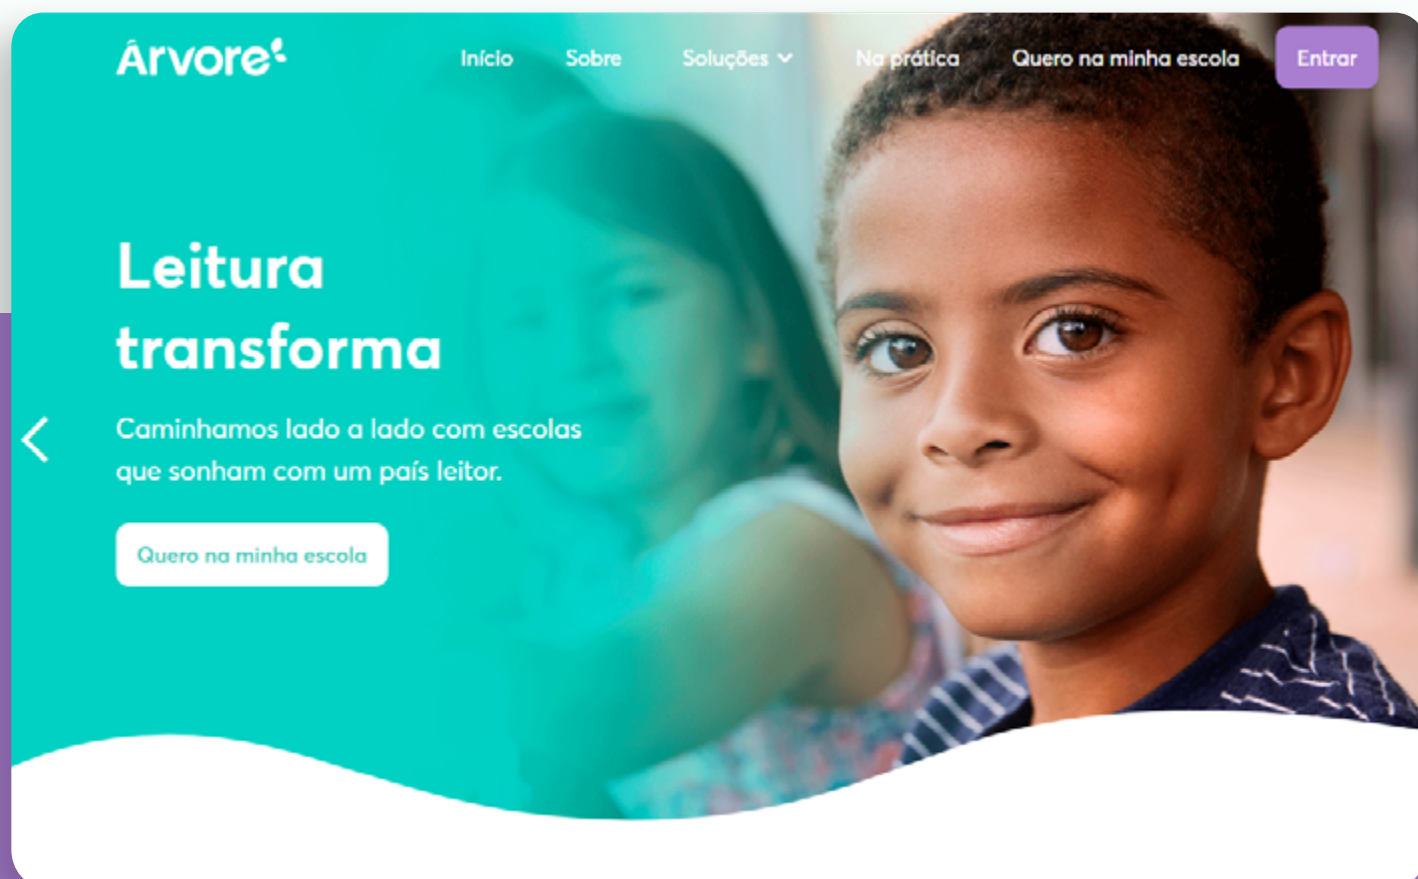 Árvore
Início Sobre Soluções Na prática Quero na minha escola Entrar
Leitura
transforma
Caminhamos lado a lado com escolas
que sonham com um país leitor.
Quero na minha escola